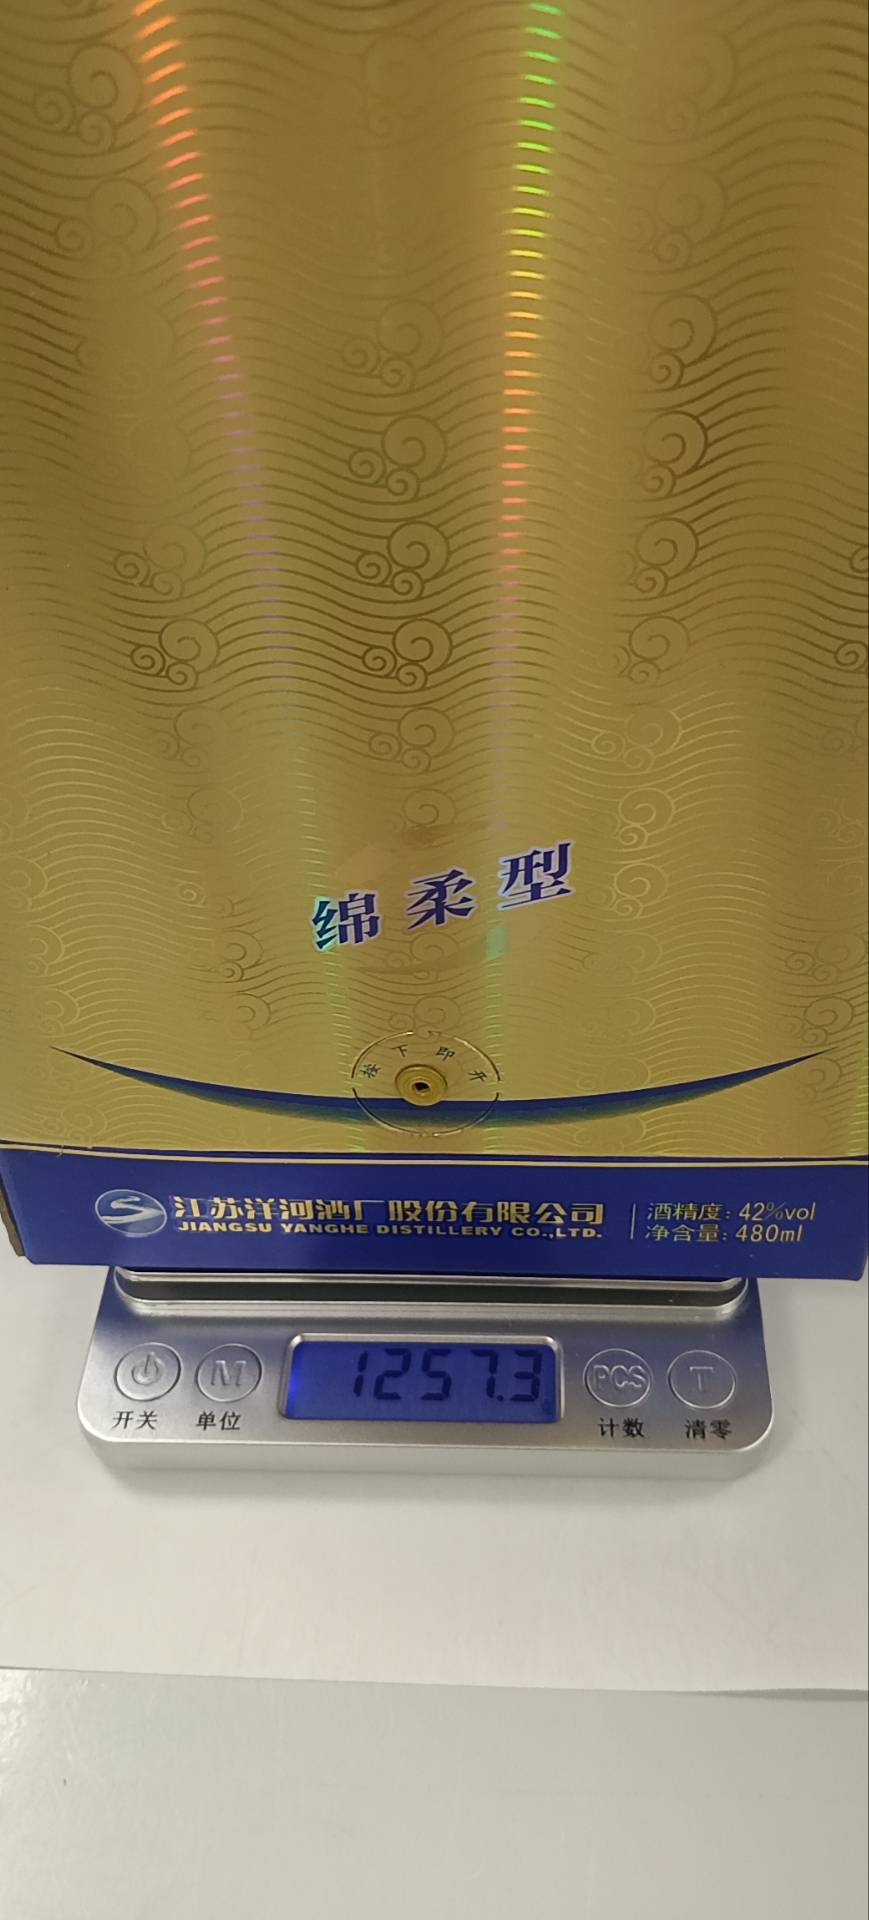 绵柔型
按下即开
江苏洋河酒厂股份有限公司
JIANGSU YANGHE DISTILLERY CO.,LTD.
酒精度: 42%vol
净含量: 480ml
1257.3
M
PCS
T
开关
单位
计数
清零